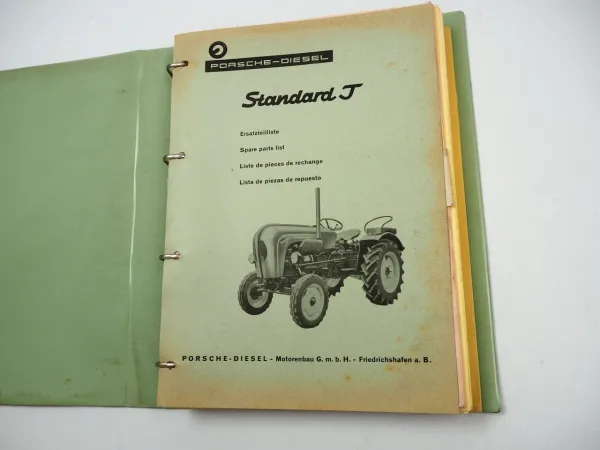 PORSCHE-DIESEL
Standard J
Ersatzteilliste
Spare parts list
Liste de pieces de rechange
Lista de piezas de repuesto
PORSCHE-DIESEL - Motorenbau G. m. b. H. - Friedrichshafen a. B.